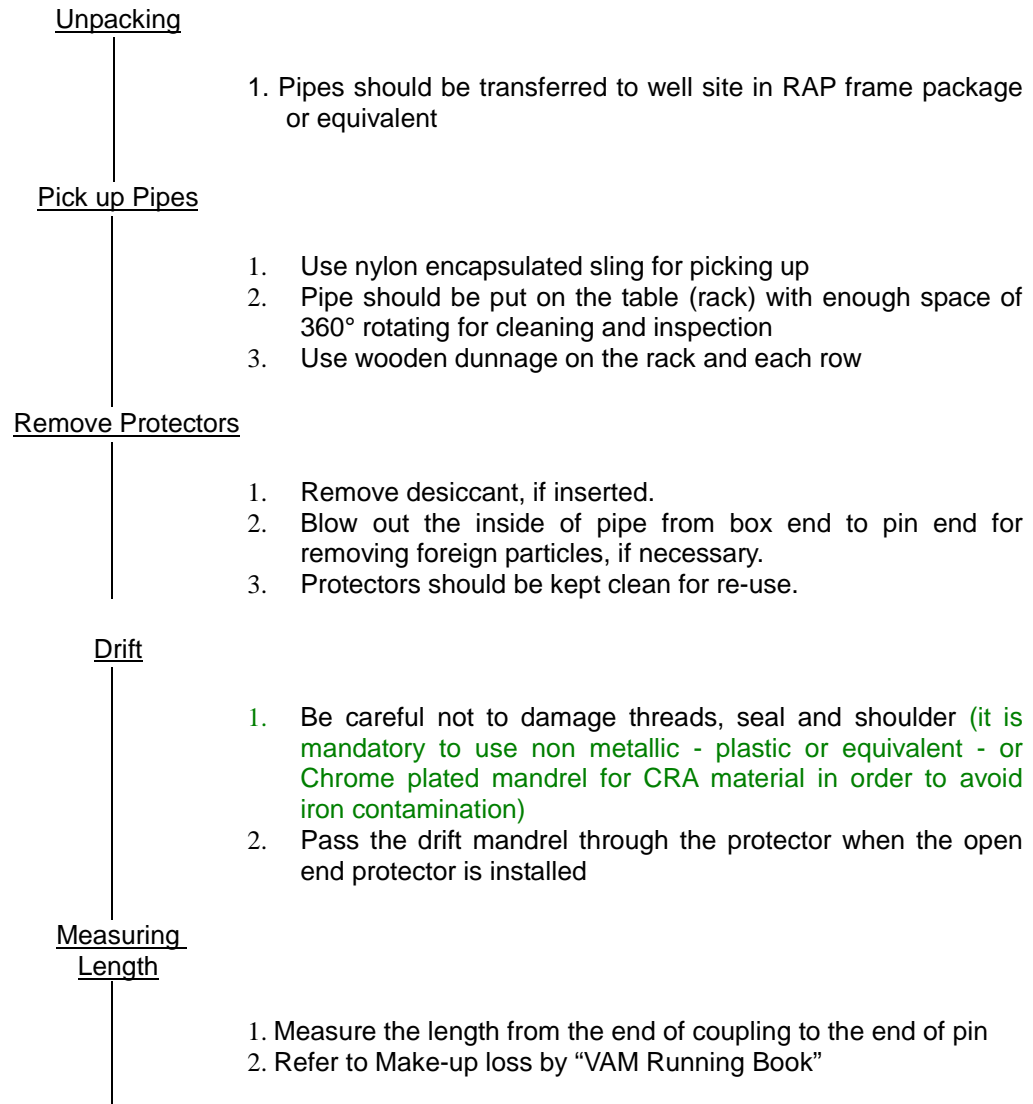 Unpacking
1. Pipes should be transferred to well site in RAP frame package
or equivalent
Pick up Pipes
1. Use nylon encapsulated sling for picking up
2. Pipe should be put on the table (rack) with enough space of
360° rotating for cleaning and inspection
3. Use wooden dunnage on the rack and each row
Remove Protectors
1. Remove desiccant, if inserted.
2. Blow out the inside of pipe from box end to pin end for
removing foreign particles, if necessary.
3. Protectors should be kept clean for re-use.
Drift
1. Be careful not to damage threads, seal and shoulder (it is
mandatory to use non metallic - plastic or equivalent - or
Chrome plated mandrel for CRA material in order to avoid
iron contamination)
2. Pass the drift mandrel through the protector when the open
end protector is installed
Measuring
Length
1. Measure the length from the end of coupling to the end of pin
2. Refer to Make-up loss by “VAM Running Book”